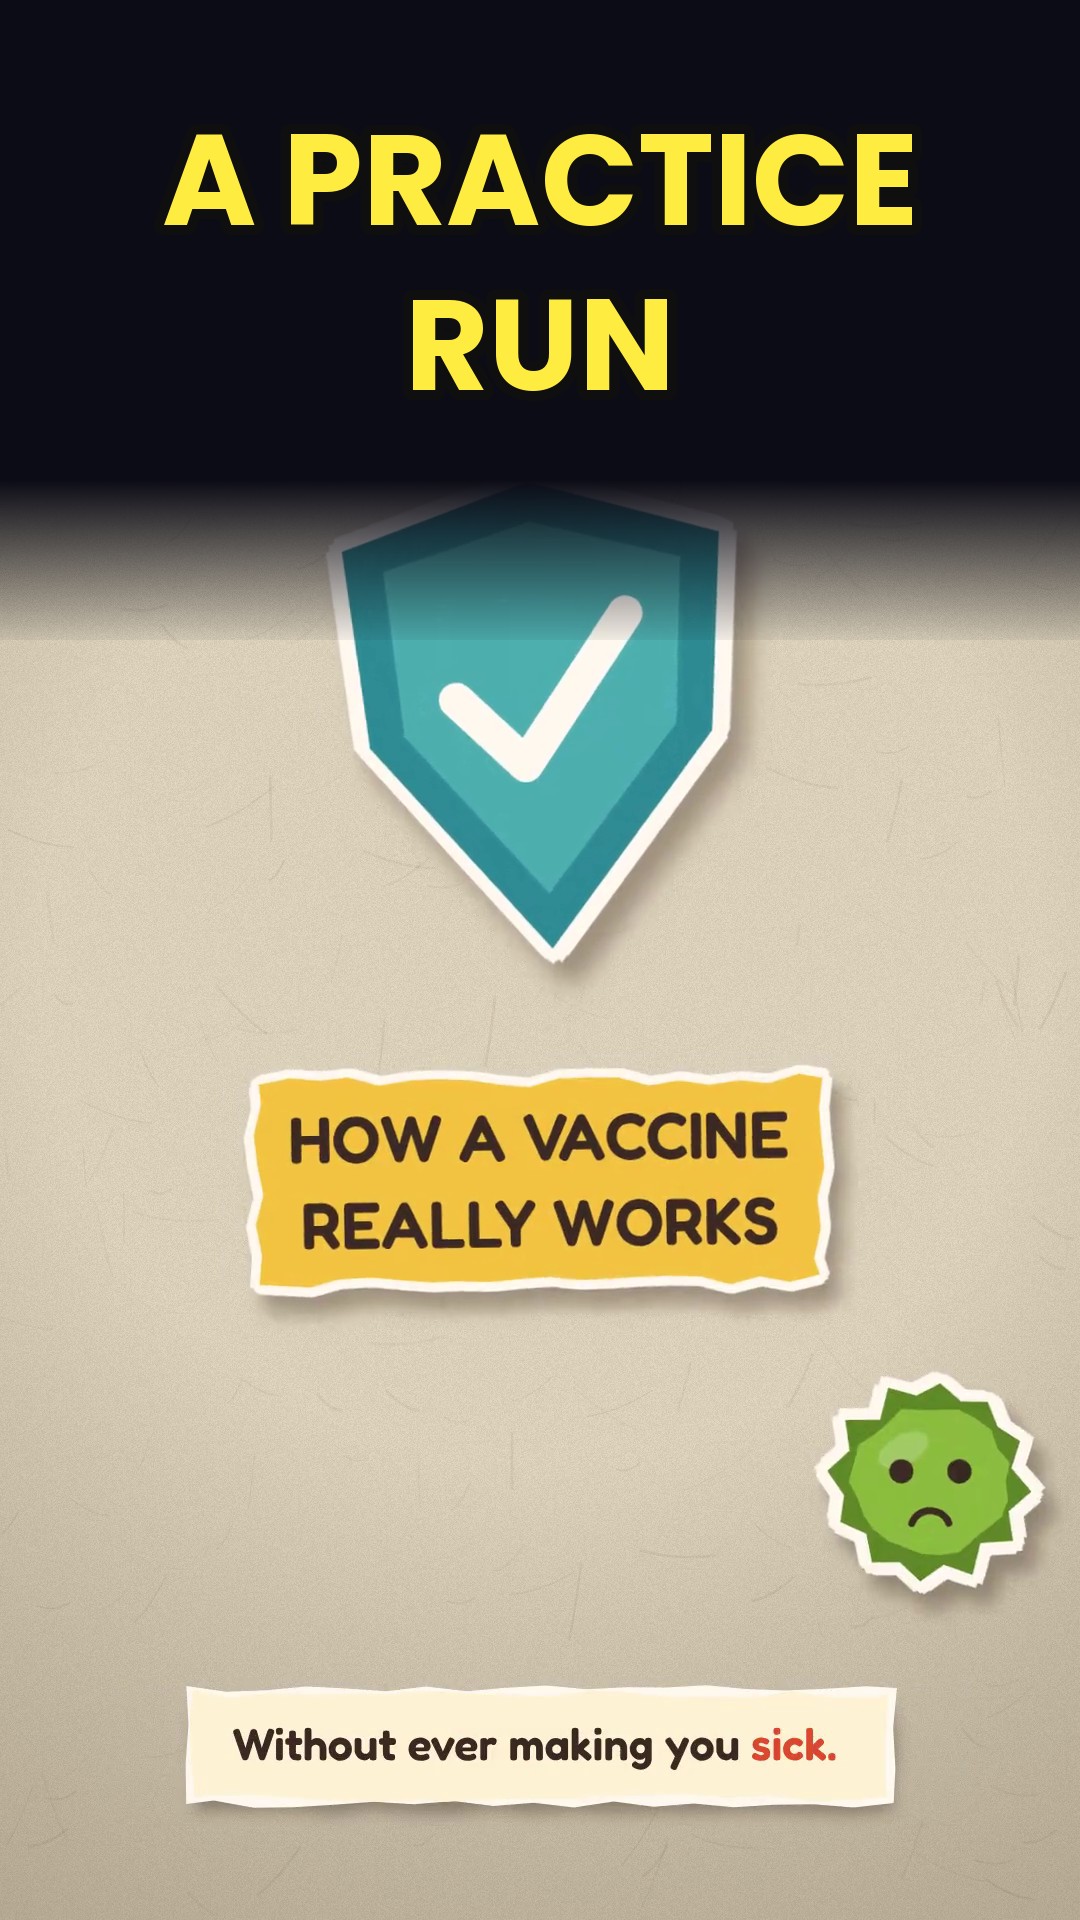 A PRACTICE
RUN
HOW A VACCINE
REALLY WORKS
Without ever making you sick.